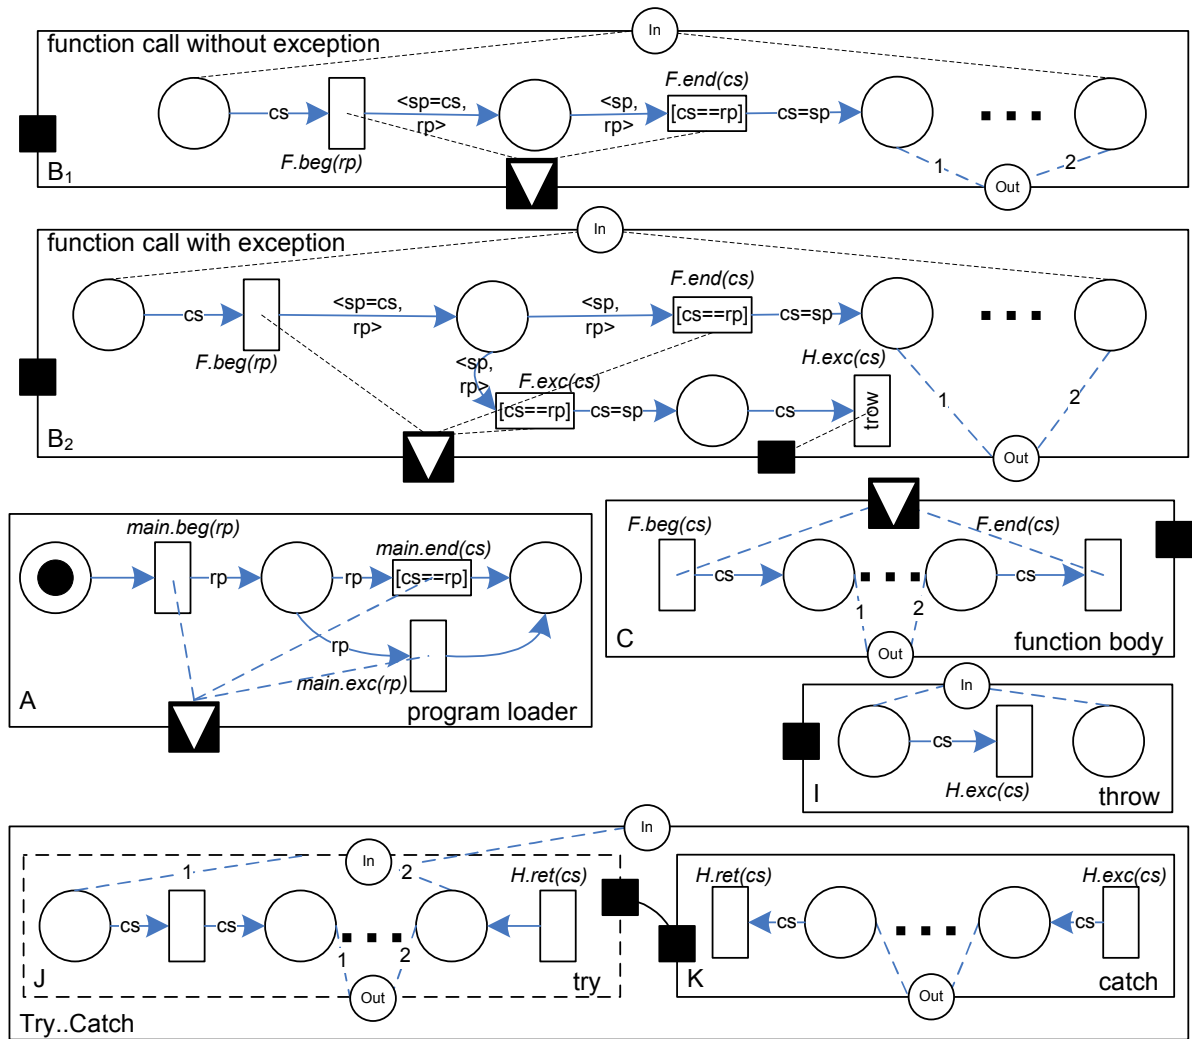 In
function call without exception
F.end(cs)
cs
<sp=cs,
rp>
<sp,
rp>
[cs==rp]
cs=sp
F.beg(rp)
1
2
B1
Out
In
function call with exception
F.end(cs)
cs
<sp=cs,
rp>
<sp,
rp>
[cs==rp]
cs=sp
F.beg(rp)
<sp,
rp>
F.exc(cs)
H.exc(cs)
[cs==rp]
cs=sp
cs
trow
1
2
B2
Out
main.beg(rp)
main.end(cs)
rp
rp
[cs==rp]
rp
main.exc(rp)
A
program loader
F.beg(cs)
F.end(cs)
cs
cs
1
2
C
Out
function body
In
cs
H.exc(cs)
I
throw
In
In
1
2
H.ret(cs)
cs
cs
1
2
J
Out
try
H.ret(cs)
H.exc(cs)
cs
cs
K
Out
catch
Try..Catch